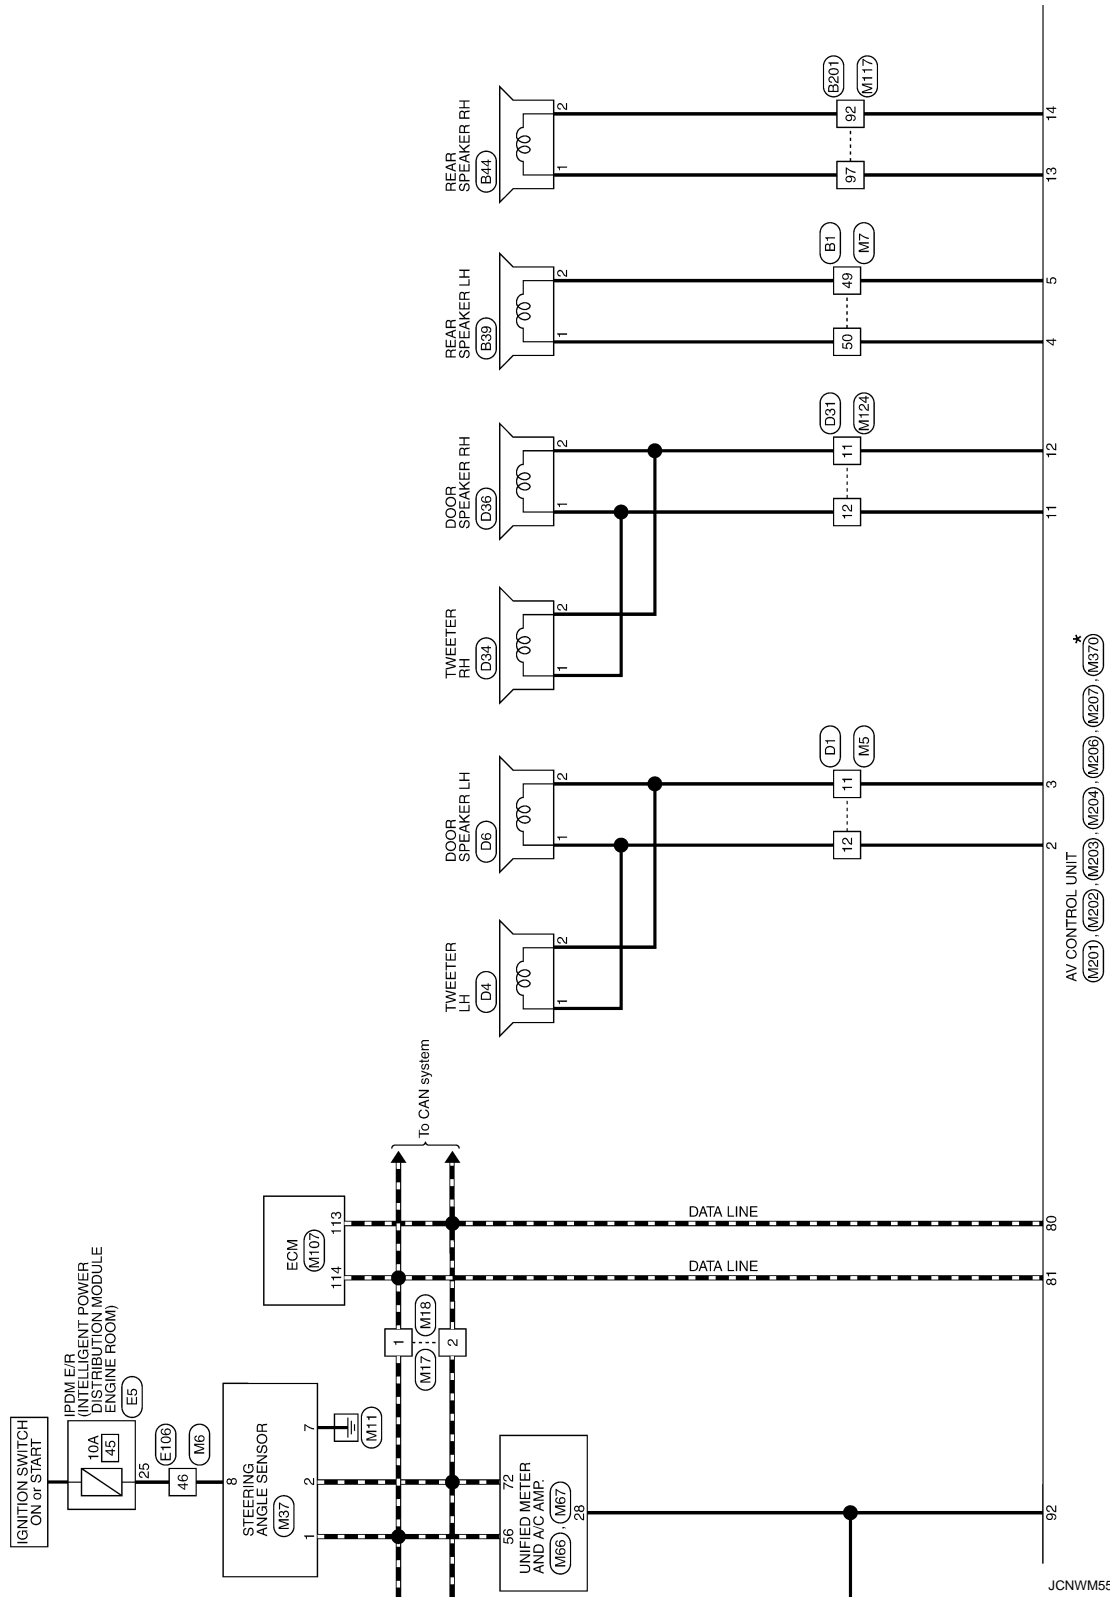 IGNITION SWITCH
ON or START
IPDM E/R
(INTELLIGENT POWER
DISTRIBUTION MODULE
ENGINE ROOM)
E5
10A
45
25
46
E106
M6
8
STEERING
ANGLE SENSOR
M37
1
2
7
M11
56
72
UNIFIED METER
AND A/C AMP.
M66 , M67
28
92
1
2
M17
M18
ECM
M107
114
113
To CAN system
DATA LINE
DATA LINE
81
80
TWEETER
LH
D4
1
2
DOOR
SPEAKER LH
D6
1
2
12
11
D1
M5
2
3
TWEETER
RH
D34
1
2
DOOR
SPEAKER RH
D36
1
2
12
11
D31
M124
11
12
REAR
SPEAKER LH
B39
1
2
50
49
B1
M7
4
5
REAR
SPEAKER RH
B44
1
2
97
92
B201
M117
13
14
AV CONTROL UNIT
M201 , M202 , M203 , M204 , M206 , M207 , M370 *
JCNWM55